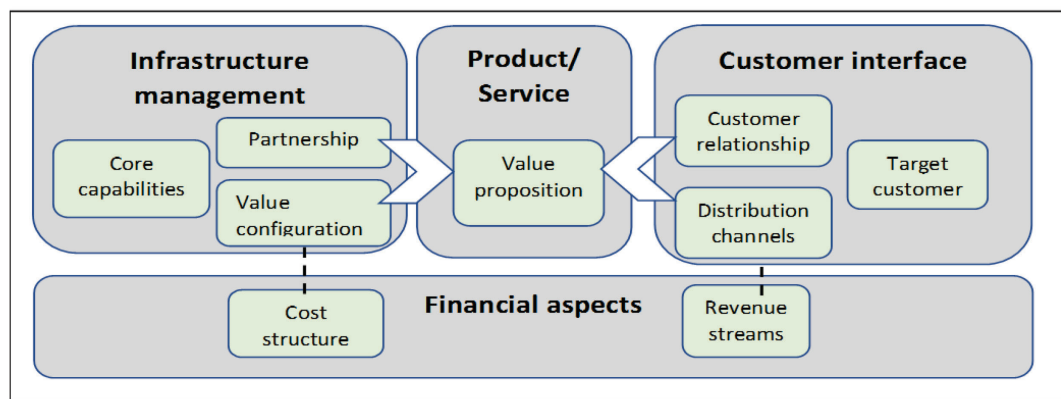 Infrastructure
management
Core
capabilities
Partnership
Value
configuration
Product/
Service
Value
proposition
Customer interface
Customer
relationship
Distribution
channels
Target
customer
Financial aspects
Cost
structure
Revenue
streams